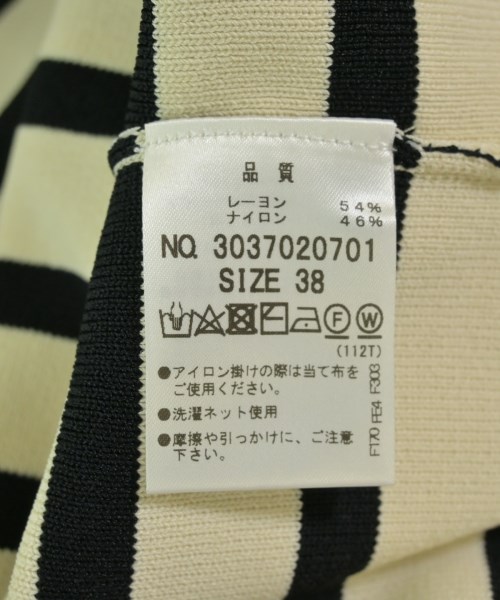 品質
レーヨン 54%
ナイロン 46%
NO. 3037020701
SIZE 38
F W
(112T)
●アイロン掛けの際は当て布を
ご使用ください。
●洗濯ネット使用
●摩擦や引っかけに、ご注意
下さい。
F170 FE4 F303